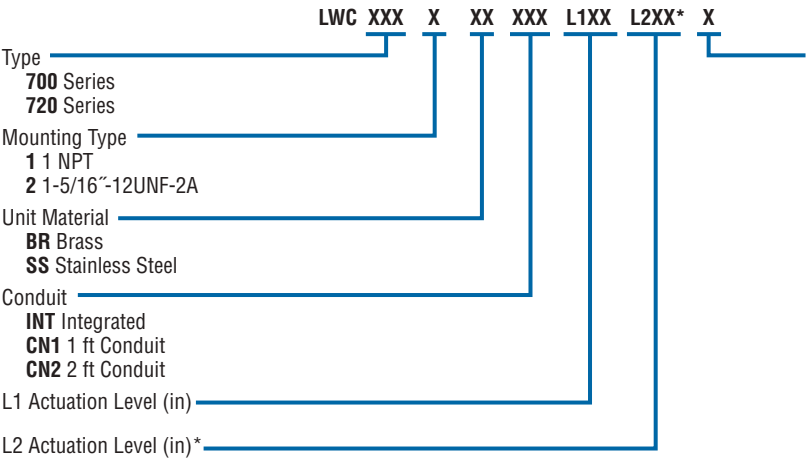 LWC XXX X XX XXX L1XX L2XX* X
Type
700 Series
720 Series
Mounting Type
1 1 NPT
2 1-5/16˝-12UNF-2A
Unit Material
BR Brass
SS Stainless Steel
Conduit
INT Integrated
CN1 1 ft Conduit
CN2 2 ft Conduit
L1 Actuation Level (in)
L2 Actuation Level (in)*